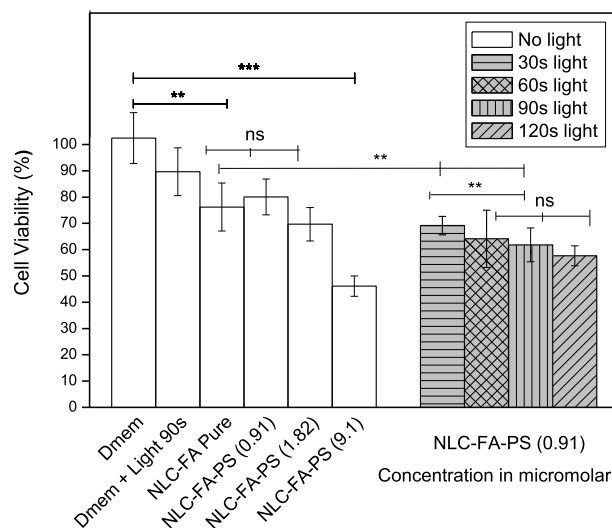 No light
30s light
60s light
90s light
120s light
***
**
ns
**
**
ns
Cell Viability (%)
100
90
80
70
60
50
40
30
20
10
0
Dmem
Dmem + Light 90s
NLC-FA Pure
NLC-FA-PS (0.91)
NLC-FA-PS (1.82)
NLC-FA-PS (9.1)
NLC-FA-PS (0.91)
Concentration in micromolar